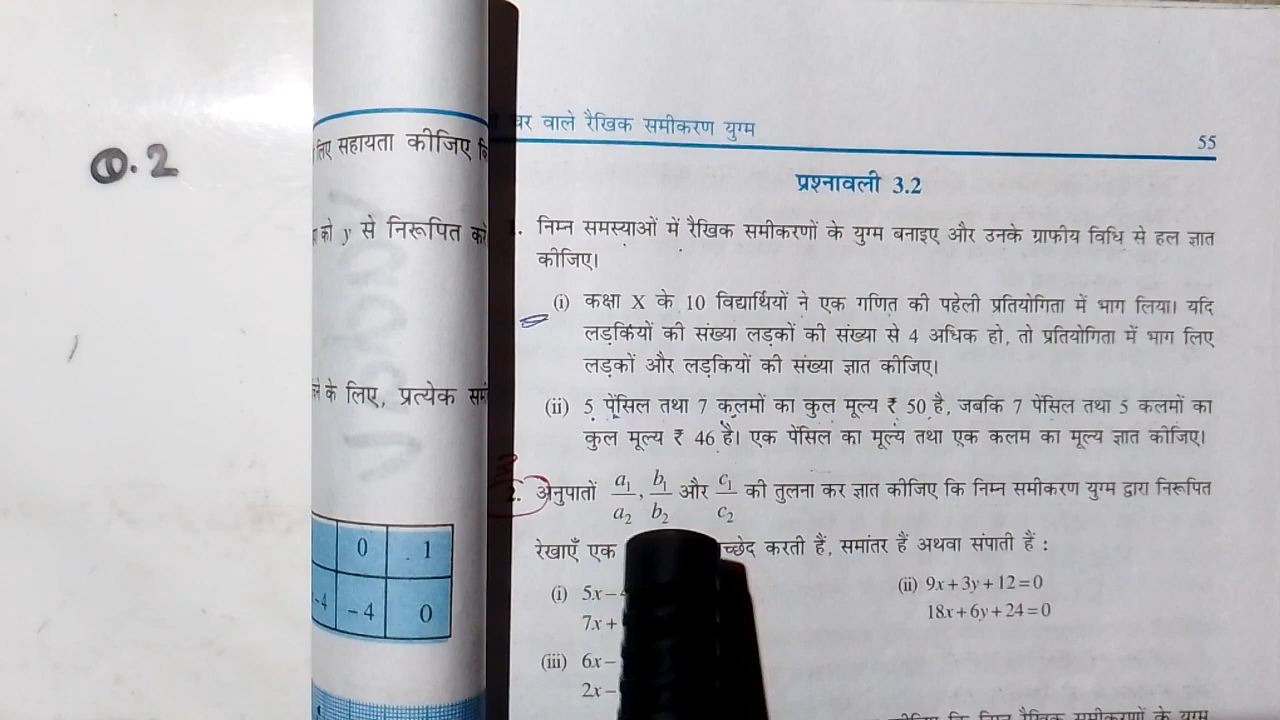 Q.2
लिए सहायता कीजिए
को y से निरूपित
के लिए, प्रत्येक
0 1
-4 -4 0
चर वाले रैखिक समीकरण युग्म
55
प्रश्नावली 3.2
1. निम्न समस्याओं में रैखिक समीकरणों के युग्म बनाइए और उनके ग्राफीय विधि से हल ज्ञात
कीजिए।
(i) कक्षा X के 10 विद्यार्थियों ने एक गणित की पहेली प्रतियोगिता में भाग लिया। यदि
लड़कियों की संख्या लड़कों की संख्या से 4 अधिक हो, तो प्रतियोगिता में भाग लिए
लड़कों और लड़कियों की संख्या ज्ञात कीजिए।
(ii) 5 पेंसिल तथा 7 कलमों का कुल मूल्य ₹ 50 है, जबकि 7 पेंसिल तथा 5 कलमों का
कुल मूल्य ₹ 46 है। एक पेंसिल का मूल्य तथा एक कलम का मूल्य ज्ञात कीजिए।
2. अनुपातों a₁/a₂, b₁/b₂ और c₁/c₂ की तुलना कर ज्ञात कीजिए कि निम्न समीकरण युग्म द्वारा निरूपित
रेखाएँ एक च्छेद करती हैं, समांतर हैं अथवा संपाती हैं :
(i) 5x– (ii) 9x + 3y + 12 = 0
7x + 18x + 6y + 24 = 0
(iii) 6x–
2x–